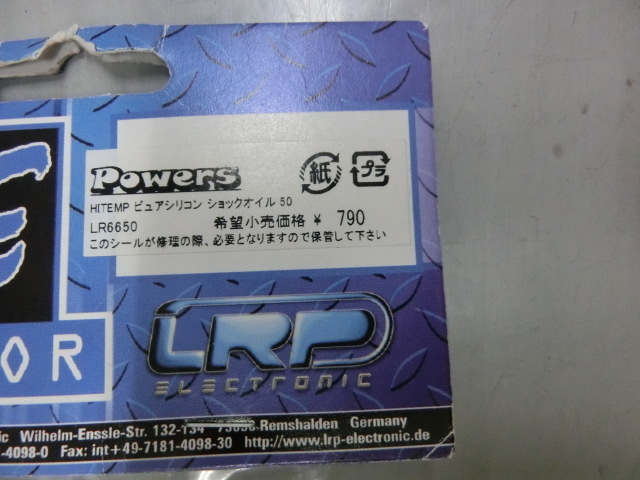 Powers 紙 プラ
HITEMP ピュアシリコン ショックオイル 50
LR6650 希望小売価格 ¥ 790
このシールが修理の際、必要となりますので保管して下さい
E
OR
LRP
ELECTRONIC
ic Wilhelm-Enssle-Str. 132-134 Remshalden Germany
-4098-0 Fax: int+49-7181-4098-30 http://www.lrp-electronic.de